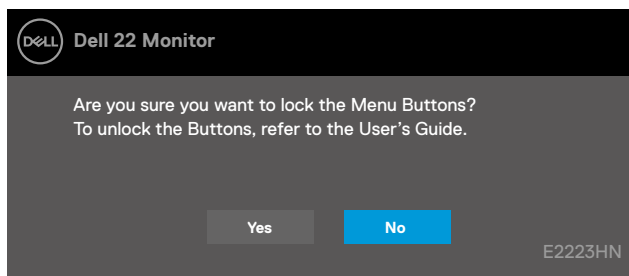 DELL Dell 22 Monitor
Are you sure you want to lock the Menu Buttons?
To unlock the Buttons, refer to the User’s Guide.
Yes No
E2223HN